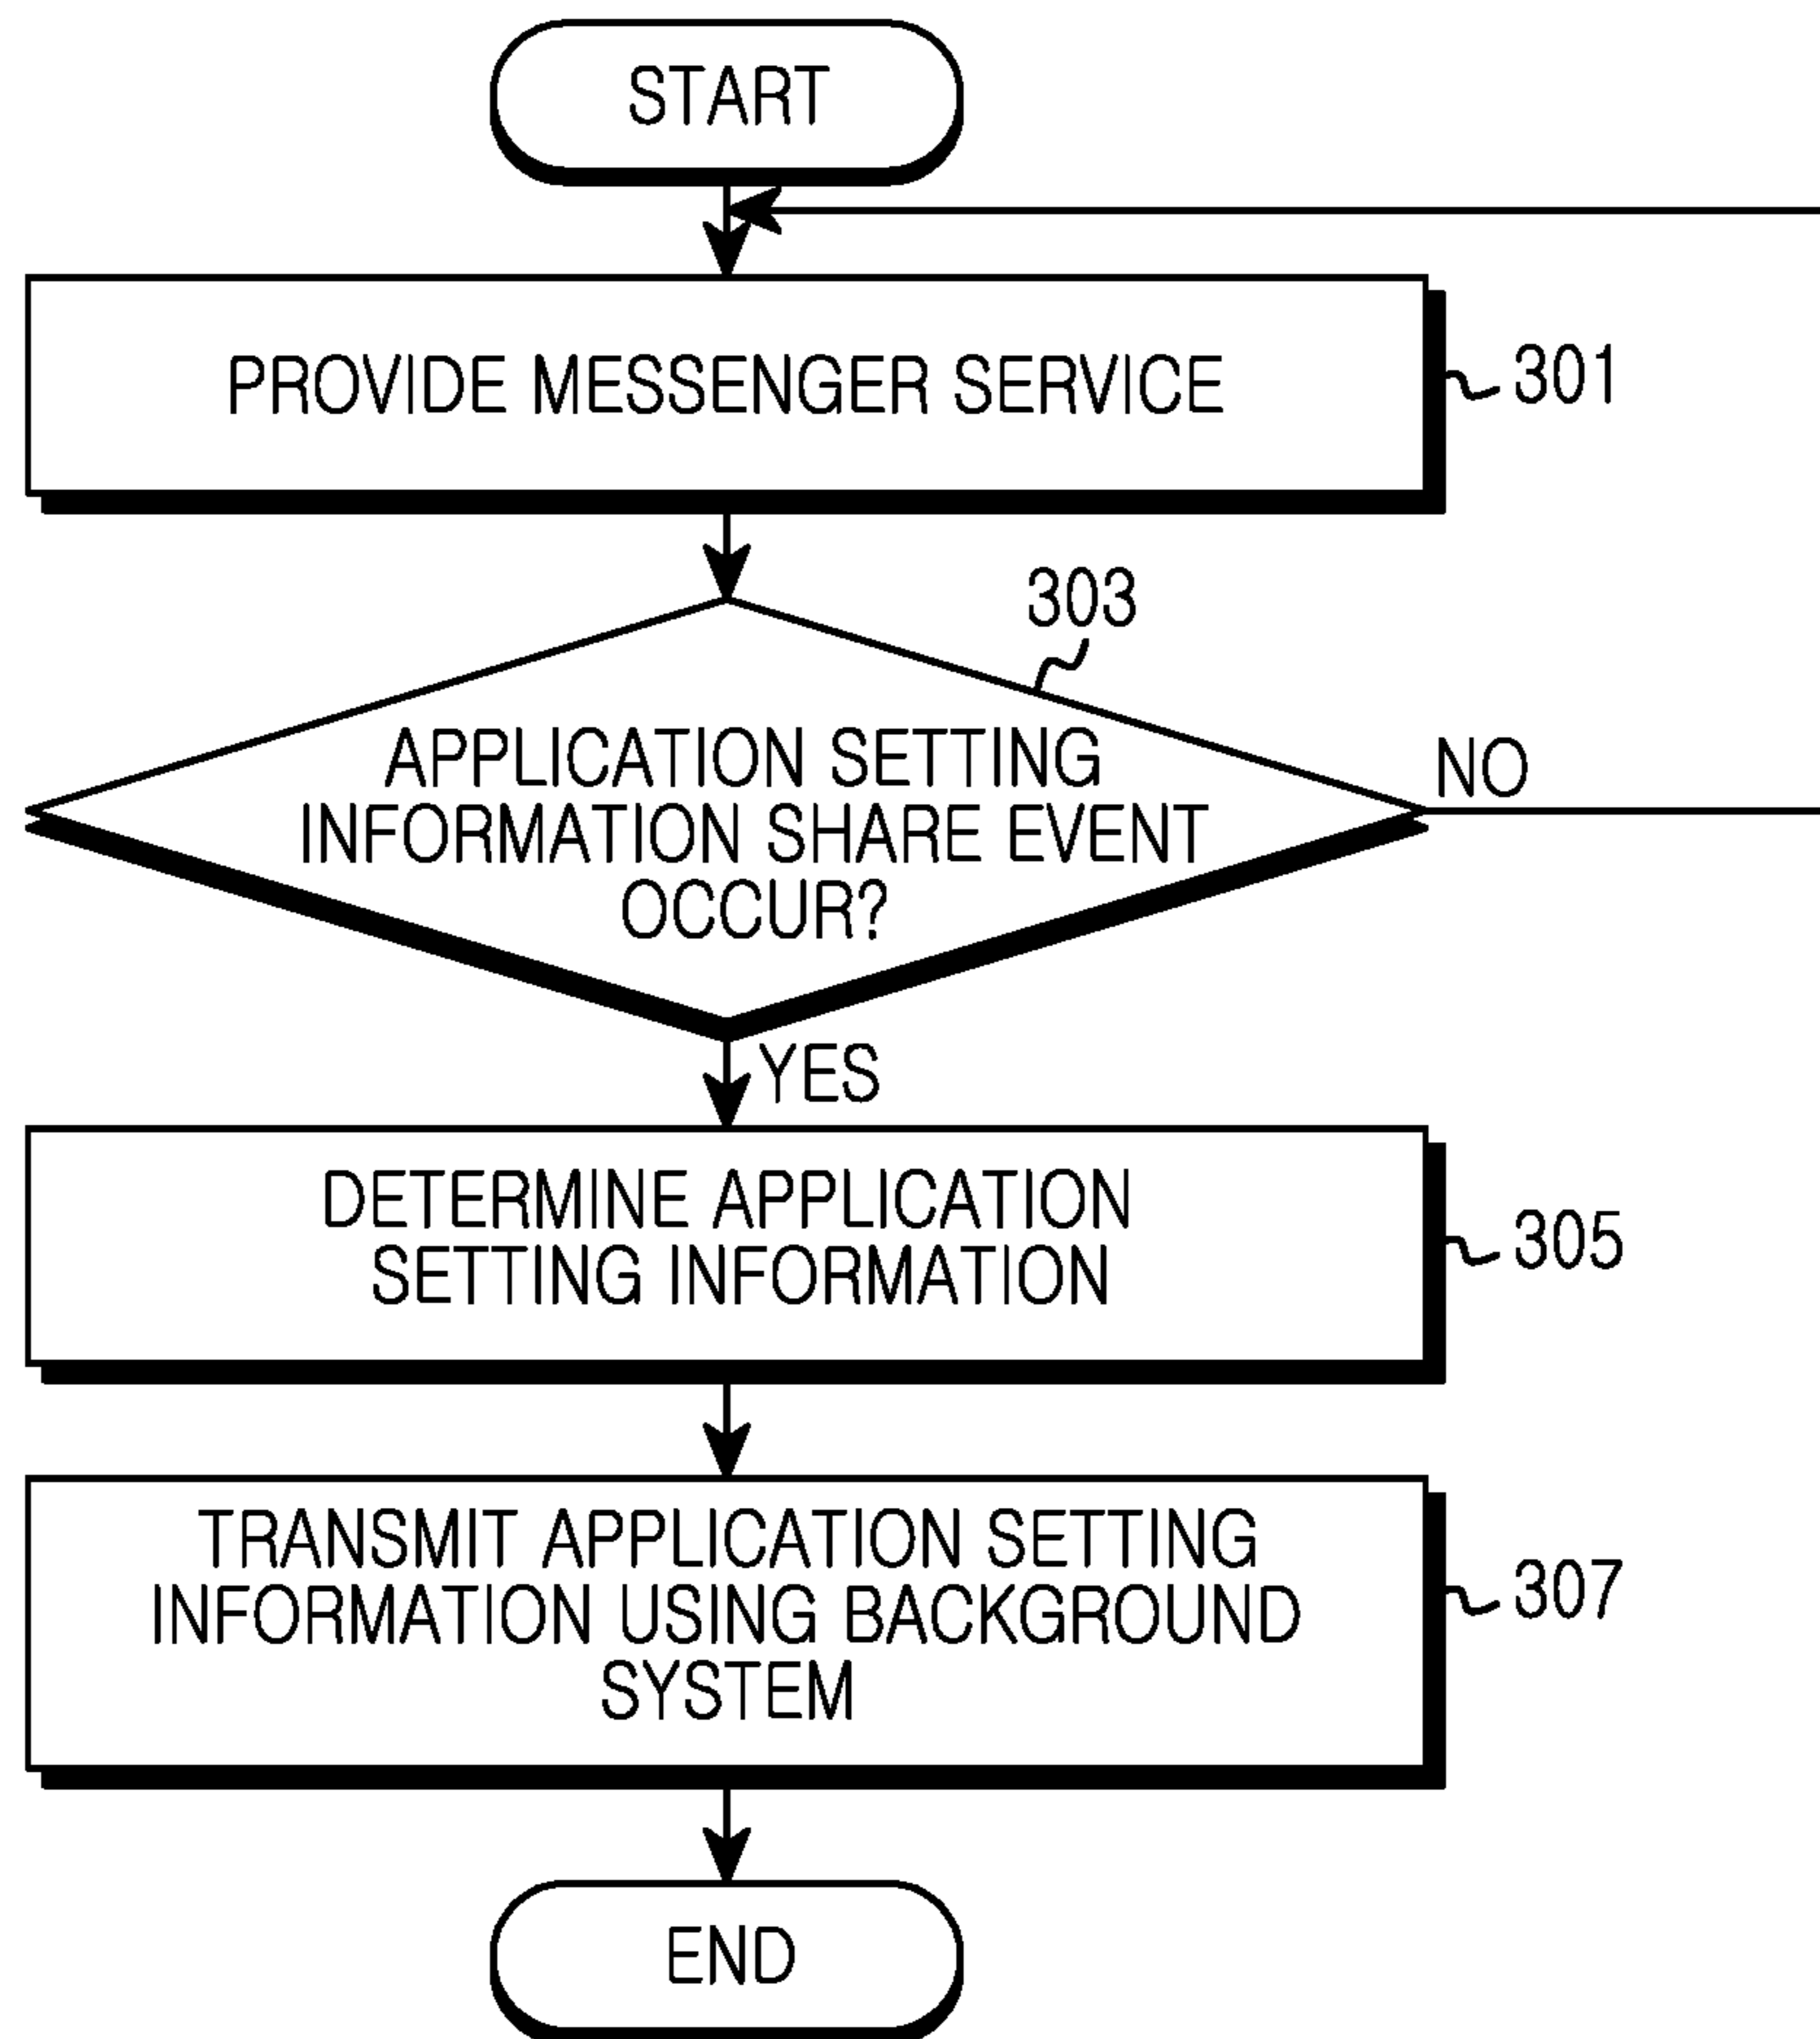 START
PROVIDE MESSENGER SERVICE
301
303
APPLICATION SETTING
INFORMATION SHARE EVENT
OCCUR?
NO
YES
DETERMINE APPLICATION
SETTING INFORMATION
305
TRANSMIT APPLICATION SETTING
INFORMATION USING BACKGROUND
SYSTEM
307
END